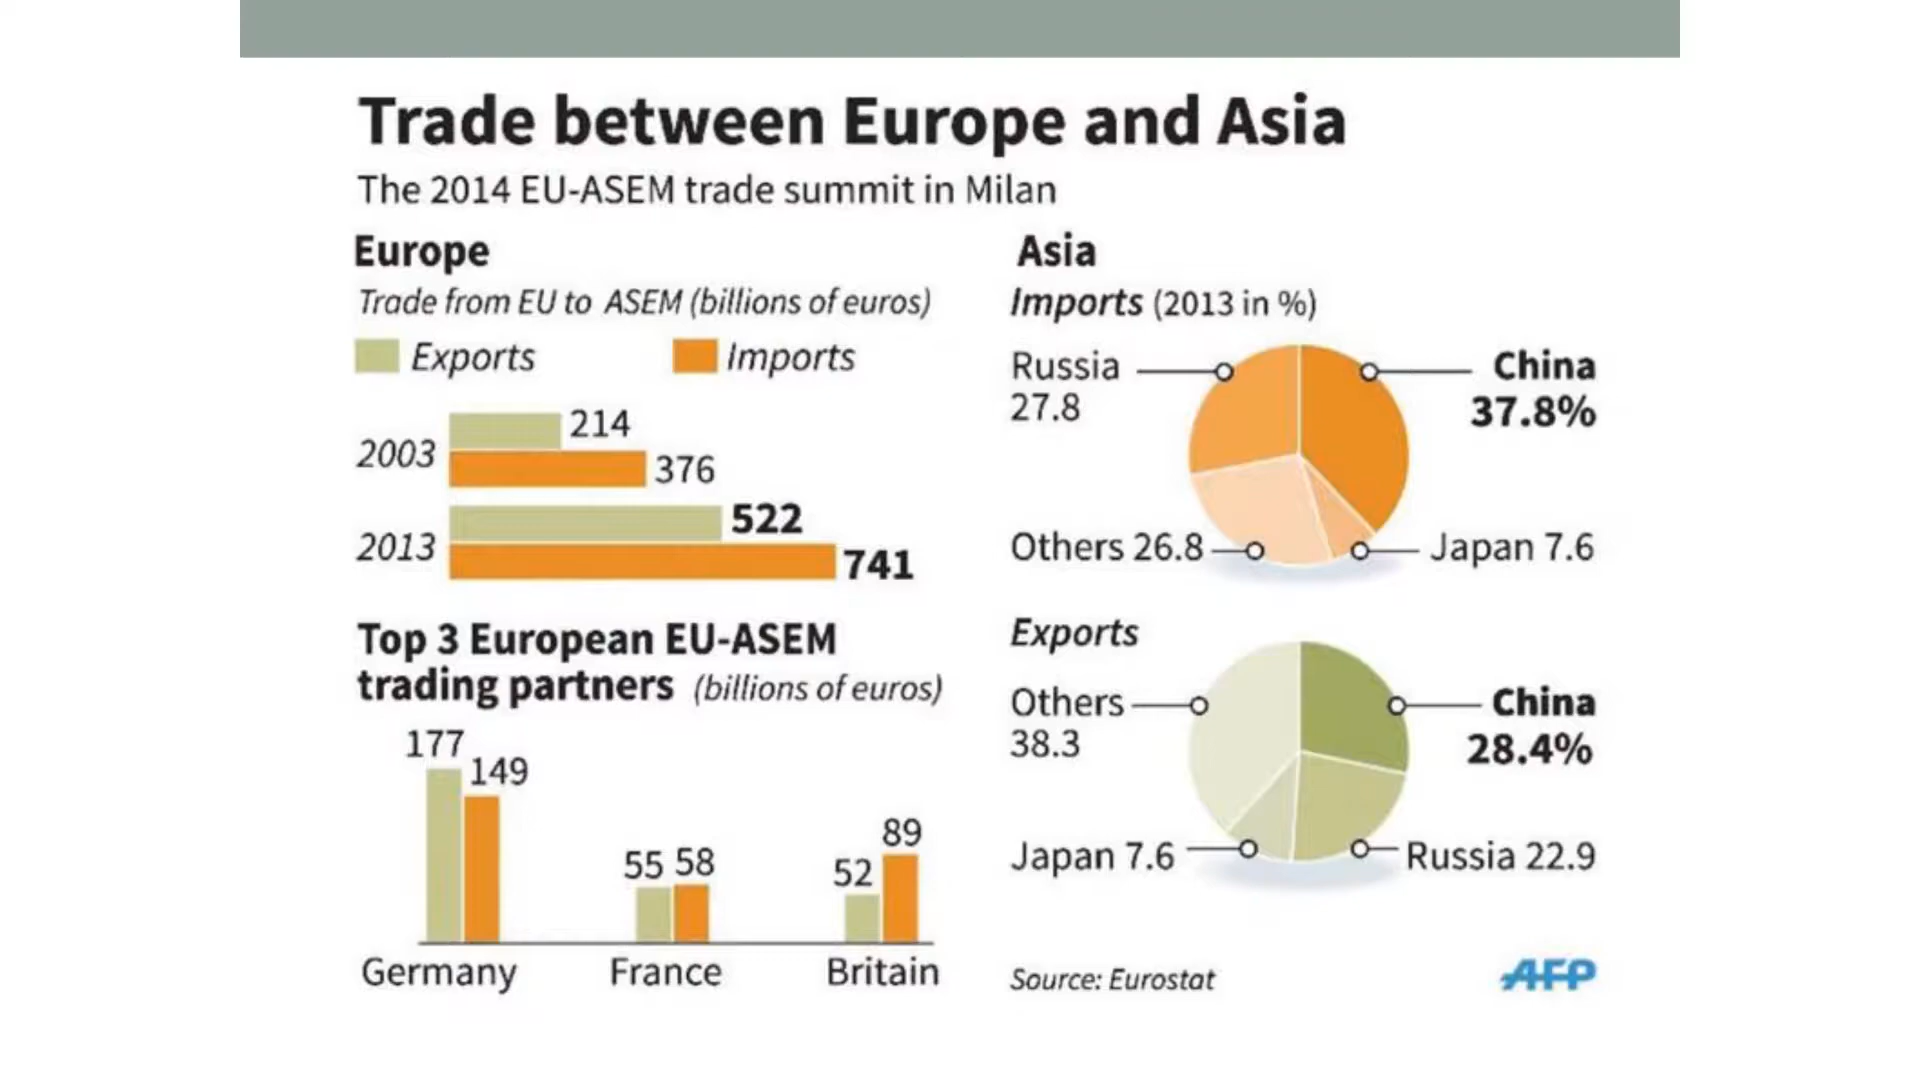 Trade between Europe and Asia
The 2014 EU-ASEM trade summit in Milan
Europe
Trade from EU to ASEM (billions of euros)
Exports Imports
2003 214
376
2013 522
741
Top 3 European EU-ASEM
trading partners (billions of euros)
177 149
55 58
52 89
Germany France Britain
Asia
Imports (2013 in %)
Russia
27.8
China
37.8%
Others 26.8
Japan 7.6
Exports
Others
38.3
China
28.4%
Japan 7.6
Russia 22.9
Source: Eurostat
AFP